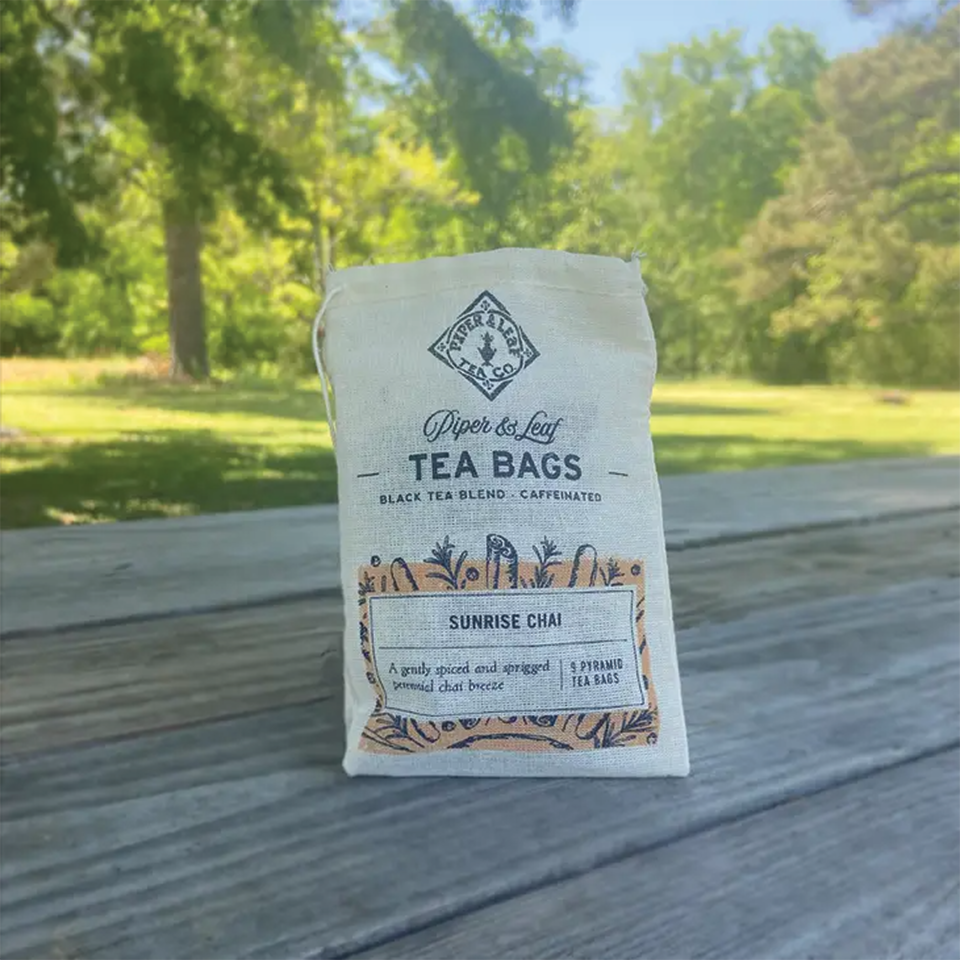 PIPER & LEAF
TEA CO.
Piper & Leaf
TEA BAGS
BLACK TEA BLEND · CAFFEINATED
SUNRISE CHAI
A gently spiced and sprigged
perenniel chai breeze
9 PYRAMID
TEA BAGS